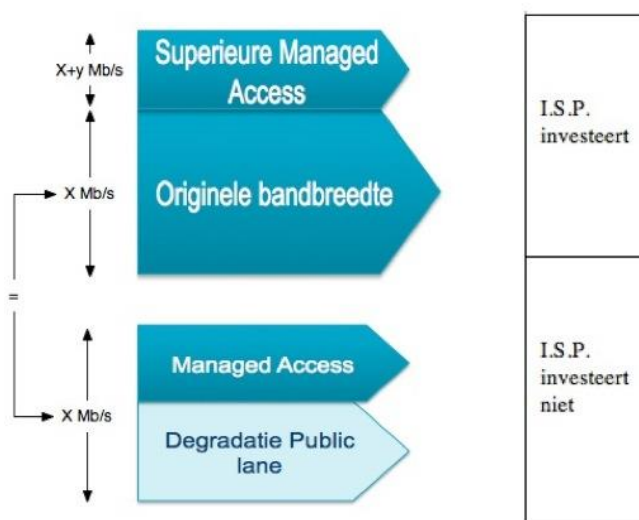 X+y Mb/s
Superieure Managed
Access
X Mb/s
Originele bandbreedte
I.S.P.
investeert
=
X Mb/s
Managed Access
Degradatie Public
lane
I.S.P.
investeert
niet